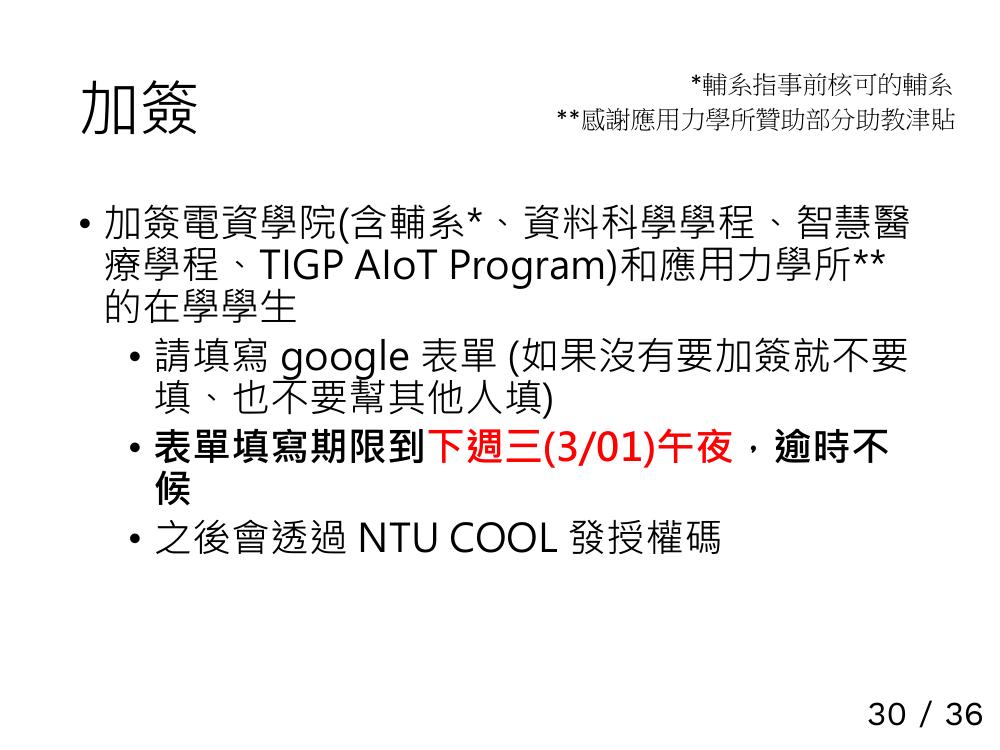 加簽
*輔系指事前核可的輔系
**感謝應用力學所贊助部分助教津貼
• 加簽電資學院(含輔系*、資料科學學程、智慧醫
療學程、TIGP AIoT Program)和應用力學所**
的在學學生
• 請填寫 google 表單 (如果沒有要加簽就不要
填、也不要幫其他人填)
• 表單填寫期限到下週三(3/01)午夜，逾時不
候
• 之後會透過 NTU COOL 發授權碼
30 / 36